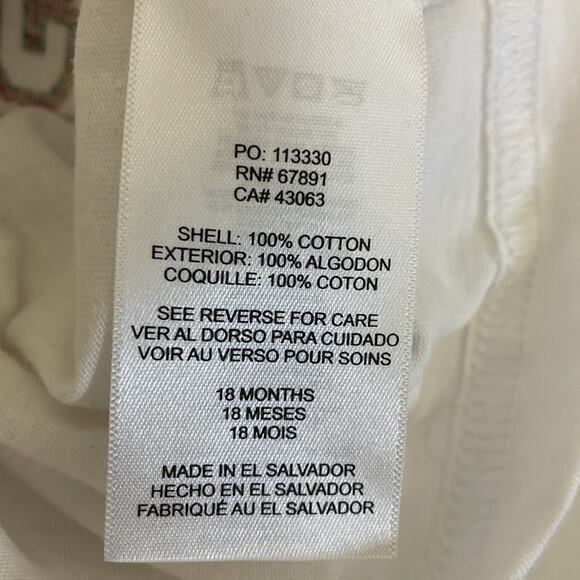 C
PO: 113330
RN# 67891
CA# 43063
SHELL: 100% COTTON
EXTERIOR: 100% ALGODON
COQUILLE: 100% COTON
SEE REVERSE FOR CARE
VER AL DORSO PARA CUIDADO
VOIR AU VERSO POUR SOINS
18 MONTHS
18 MESES
18 MOIS
MADE IN EL SALVADOR
HECHO EN EL SALVADOR
FABRIQUÉ AU EL SALVADOR